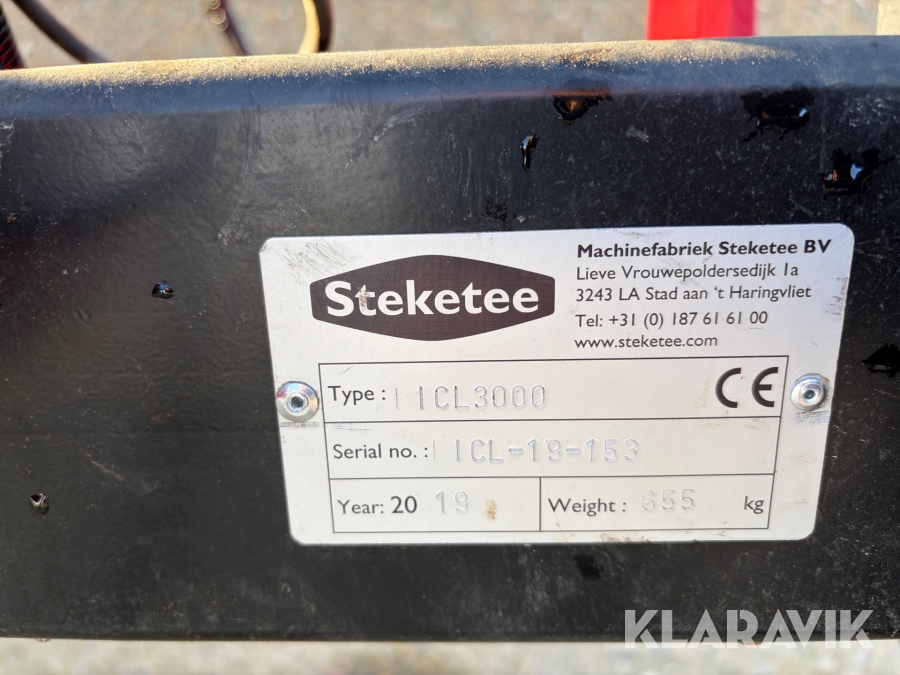 Steketee
Machinefabriek Steketee BV
Lieve Vrouwepoldersedijk 1a
3243 LA Stad aan 't Haringvliet
Tel: +31 (0) 187 61 61 00
www.steketee.com
Type : ICL3000 CE
Serial no. : ICL-19-153
Year: 20 19 Weight : 655 kg
KLARAVIK